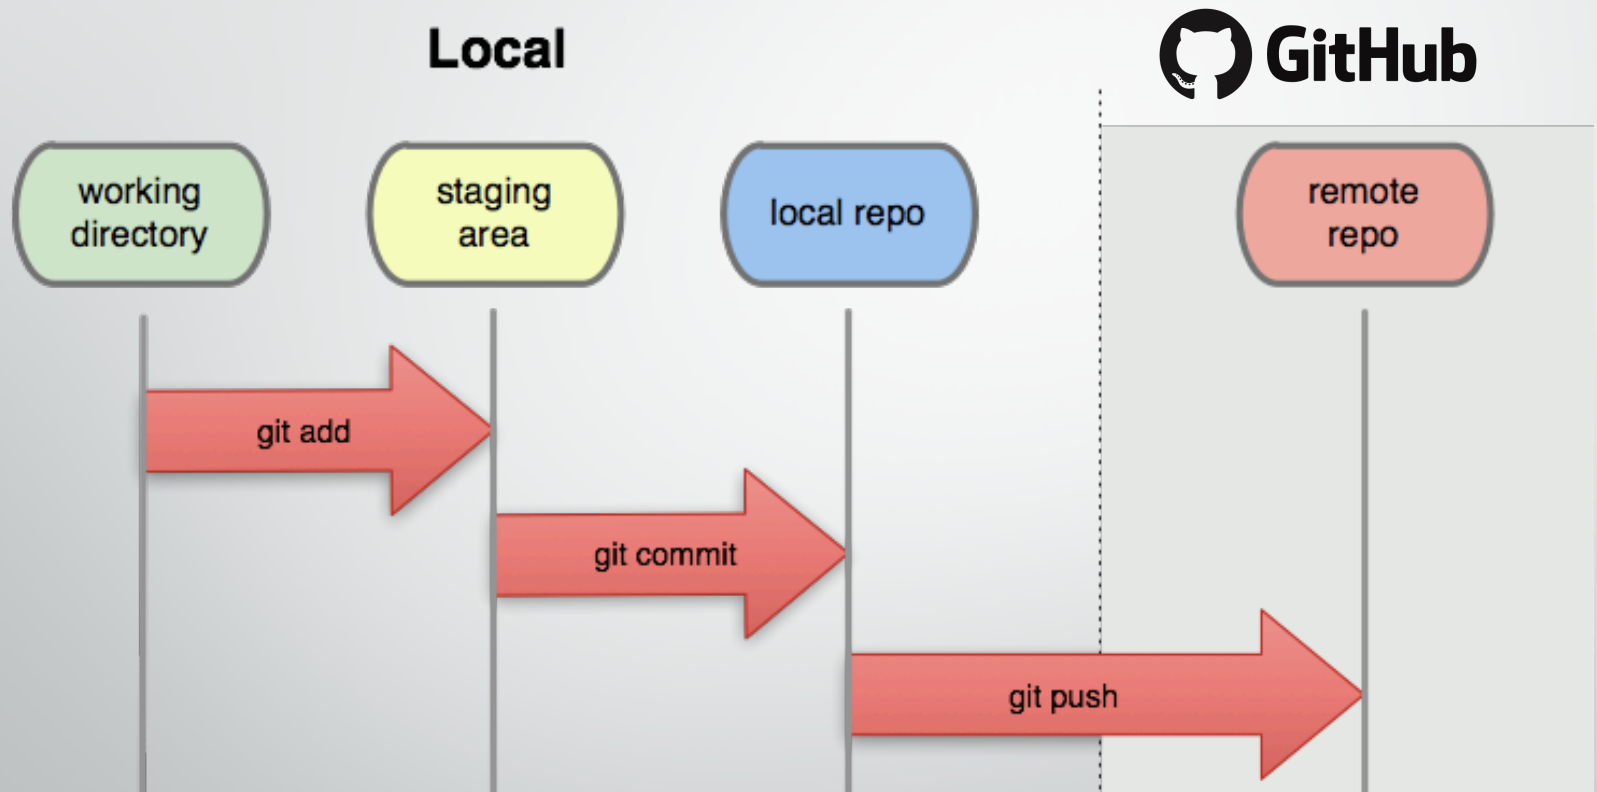 Local
GitHub
working
directory
staging
area
local repo
remote
repo
git add
git commit
git push